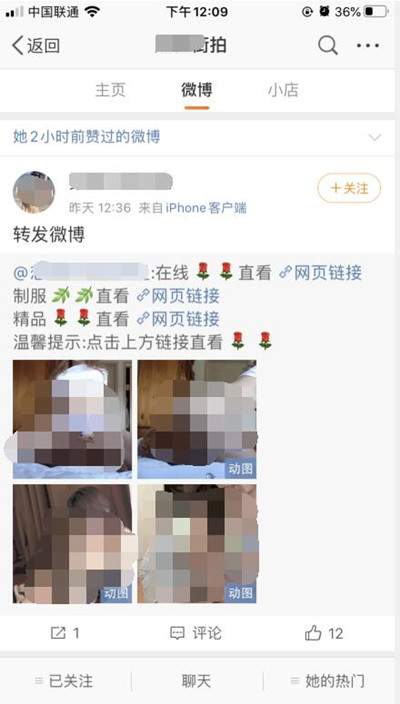 中国联通
下午12:09
36%
返回
街拍
主页
微博
小店
她2小时前赞过的微博
+关注
昨天 12:36 来自iPhone客户端
转发微博
:在线🌹🌹直看 网页链接
制服🌿🌿直看 网页链接
精品🌹🌹直看 网页链接
温馨提示:点击上方链接直看🌹🌹
动图
动图
动图
1
评论
12
已关注
聊天
她的热门